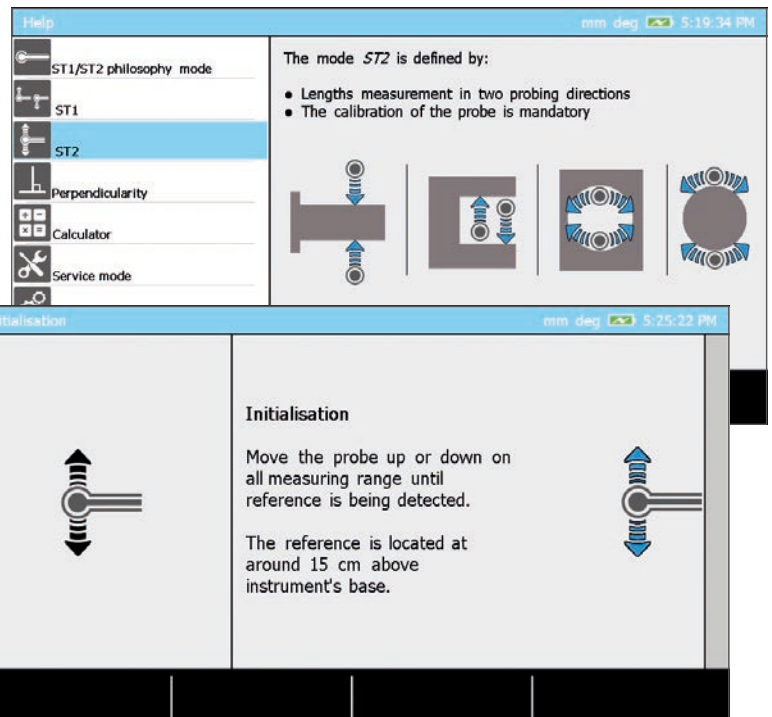 Help
mm deg 5:19:34 PM
ST1/ST2 philosophy mode
ST1
ST2
Perpendicularity
Calculator
Service mode
The mode ST2 is defined by:
• Lengths measurement in two probing directions
• The calibration of the probe is mandatory
itialisation
mm deg 5:25:22 PM
Initialisation
Move the probe up or down on
all measuring range until
reference is being detected.
The reference is located at
around 15 cm above
instrument's base.